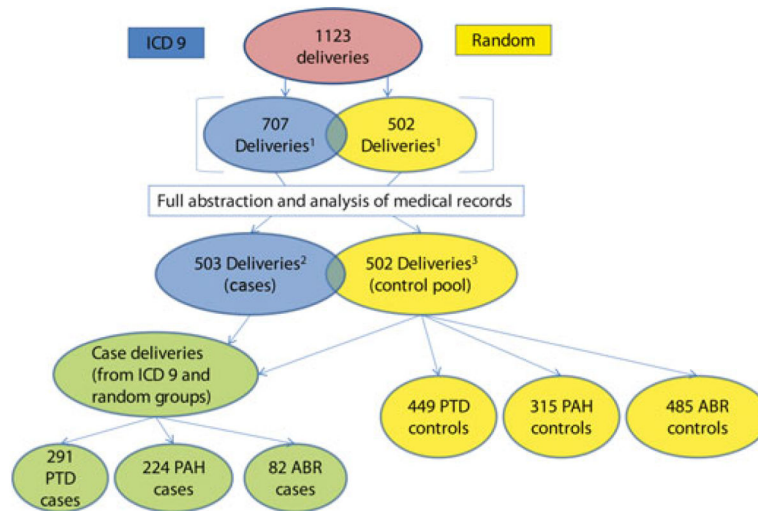 ICD 9
1123
deliveries
Random
707
Deliveries¹
502
Deliveries¹
Full abstraction and analysis of medical records
503 Deliveries²
(cases)
502 Deliveries³
(control pool)
Case deliveries
(from ICD 9 and
random groups)
449 PTD
controls
315 PAH
controls
485 ABR
controls
291
PTD
cases
224 PAH
cases
82 ABR
cases